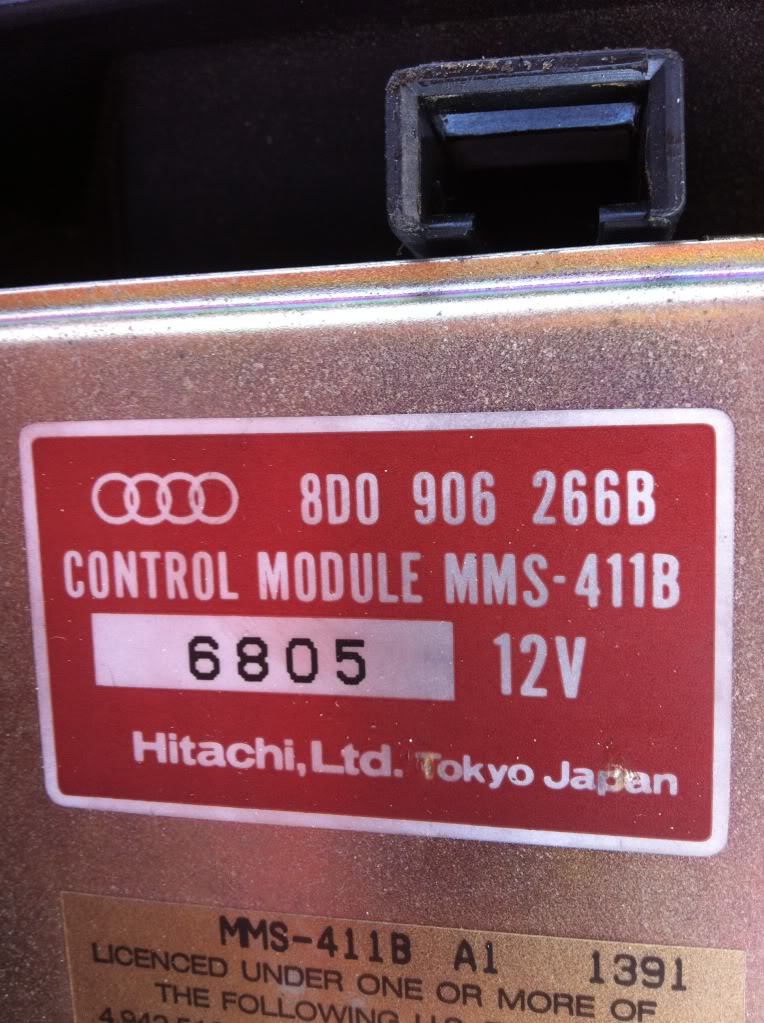 8D0 906 266B
CONTROL MODULE MMS-411B
6805 12V
Hitachi, Ltd. Tokyo Japan
MMS-411B A1 1391
LICENCED UNDER ONE OR MORE OF
THE FOLLOWING U.S.